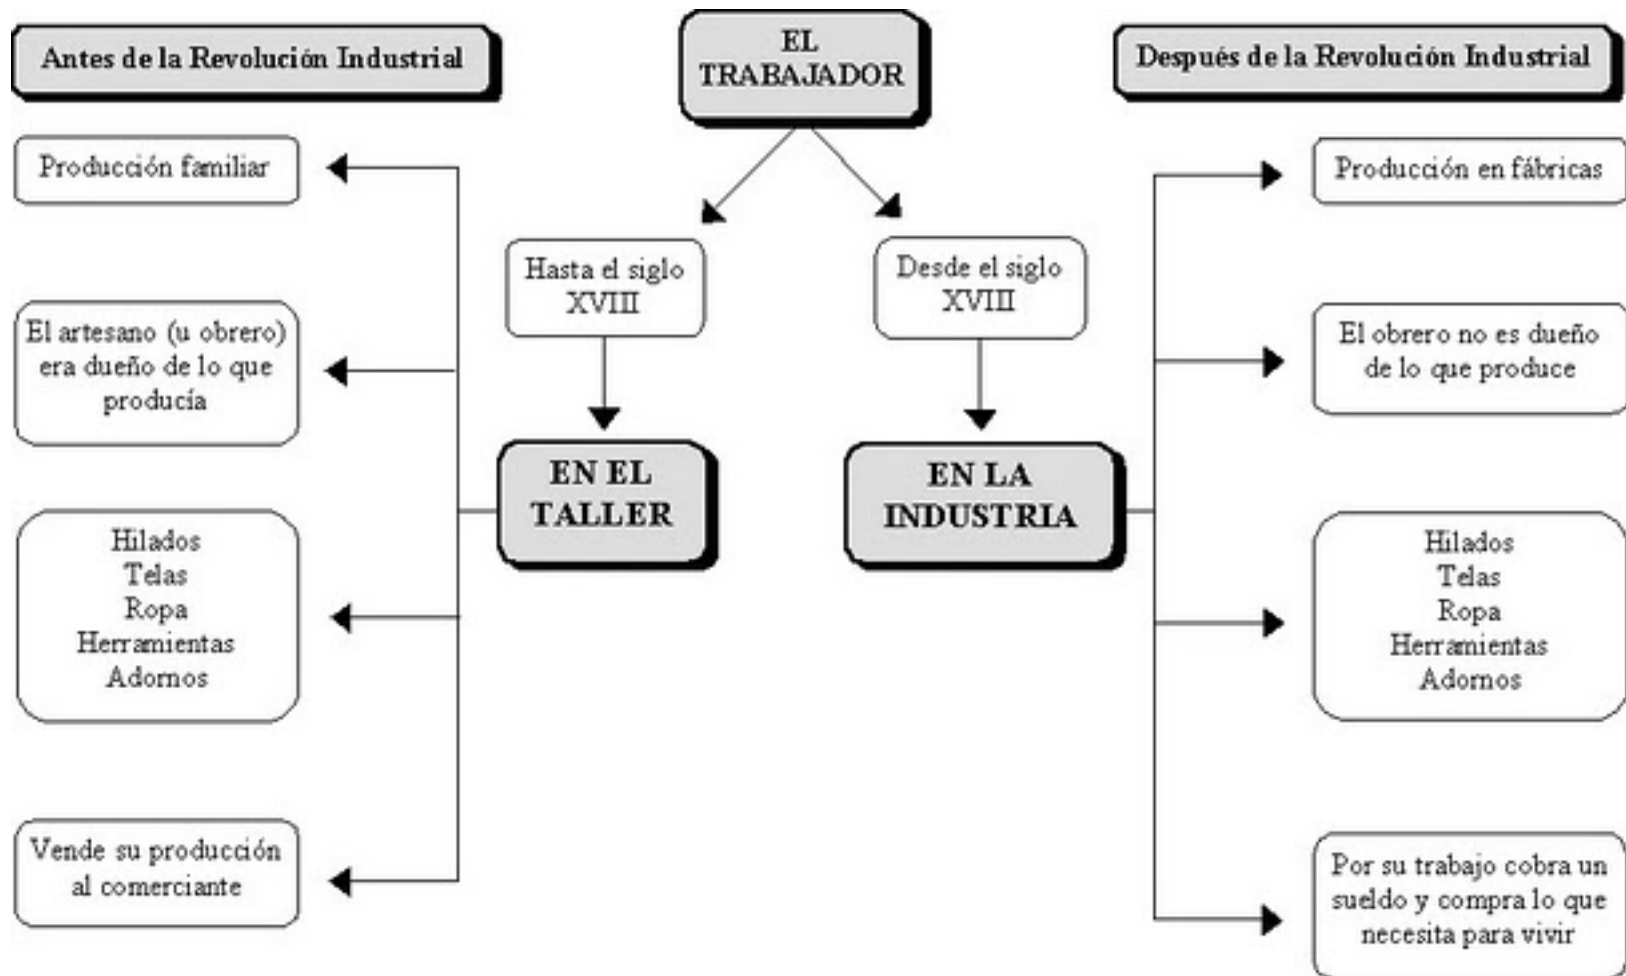 Antes de la Revolución Industrial
EL
TRABAJADOR
Después de la Revolución Industrial
Producción familiar
El artesano (u obrero)
era dueño de lo que
producía
Hilados
Telas
Ropa
Herramientas
Adornos
Vende su producción
al comerciante
Hasta el siglo
XVIII
EN EL
TALLER
Desde el siglo
XVIII
EN LA
INDUSTRIA
Producción en fábricas
El obrero no es dueño
de lo que produce
Hilados
Telas
Ropa
Herramientas
Adornos
Por su trabajo cobra un
sueldo y compra lo que
necesita para vivir